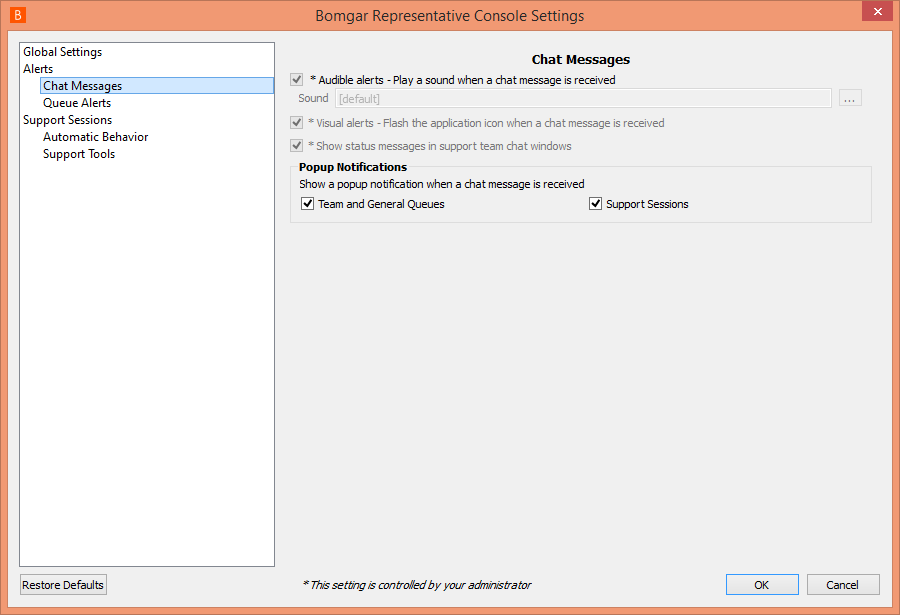 B
Bomgar Representative Console Settings
Global Settings
Alerts
Chat Messages
Queue Alerts
Support Sessions
Automatic Behavior
Support Tools
Chat Messages
* Audible alerts - Play a sound when a chat message is received
Sound [default] ...
* Visual alerts - Flash the application icon when a chat message is received
* Show status messages in support team chat windows
Popup Notifications
Show a popup notification when a chat message is received
Team and General Queues Support Sessions
Restore Defaults * This setting is controlled by your administrator OK Cancel